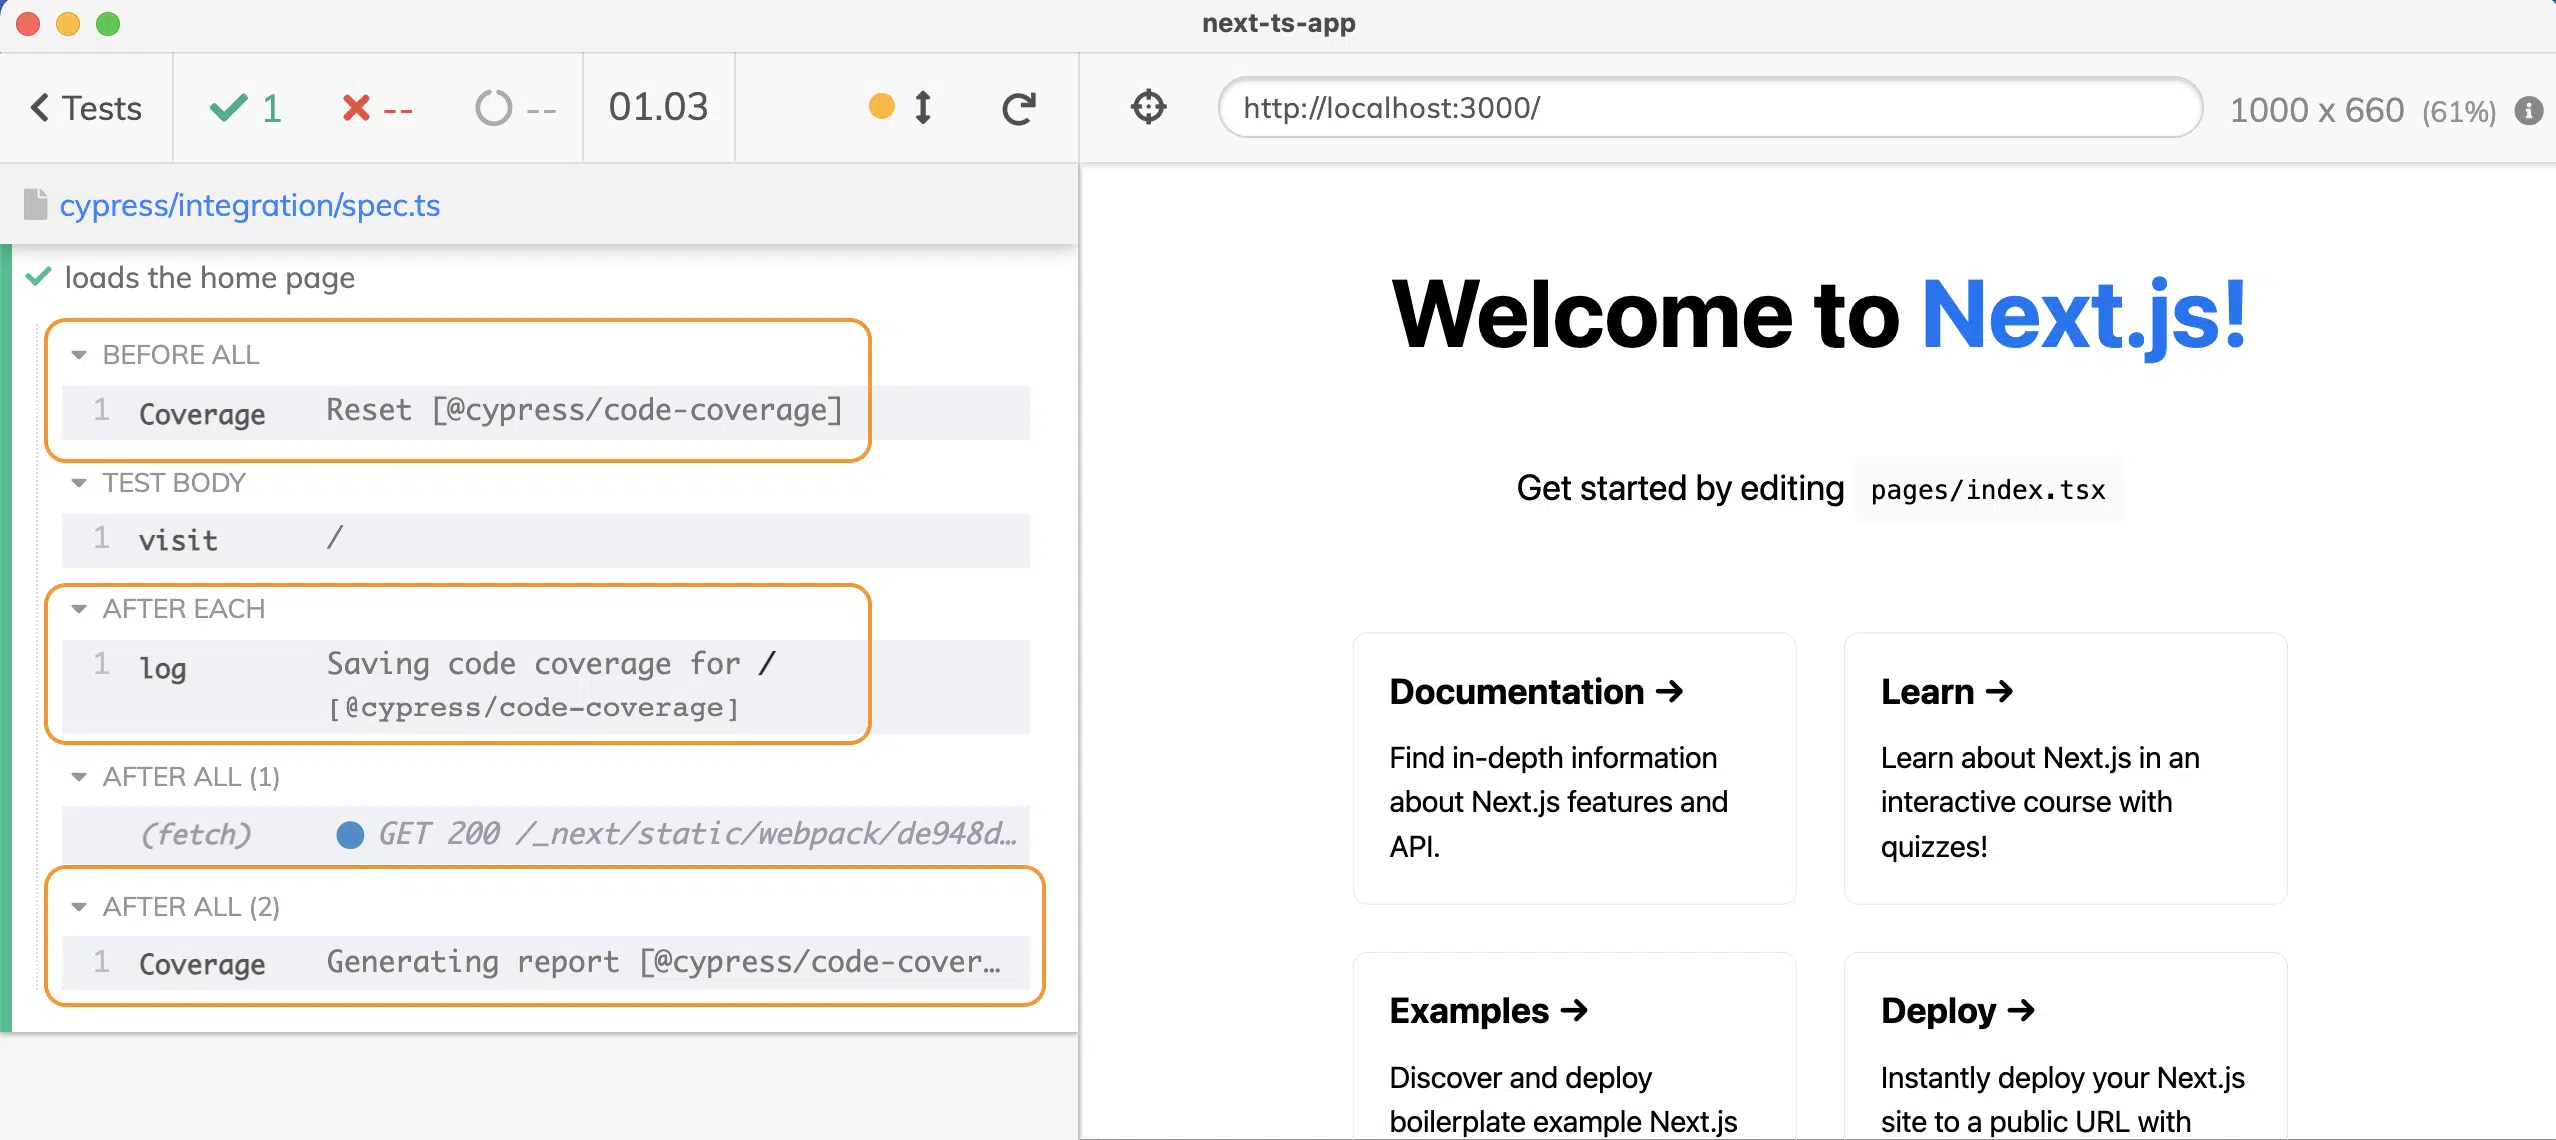 next-ts-app
Tests
1
--
--
01.03
http://localhost:3000/
1000 x 660 (61%)
cypress/integration/spec.ts
loads the home page
BEFORE ALL
1 Coverage Reset [@cypress/code-coverage]
TEST BODY
1 visit /
AFTER EACH
1 log Saving code coverage for /
[@cypress/code-coverage]
AFTER ALL (1)
(fetch) GET 200 /_next/static/webpack/de948d…
AFTER ALL (2)
1 Coverage Generating report [@cypress/code-cover…
Welcome to Next.js!
Get started by editing pages/index.tsx
Documentation →
Find in-depth information
about Next.js features and
API.
Learn →
Learn about Next.js in an
interactive course with
quizzes!
Examples →
Discover and deploy
boilerplate example Next.js
Deploy →
Instantly deploy your Next.js
site to a public URL with